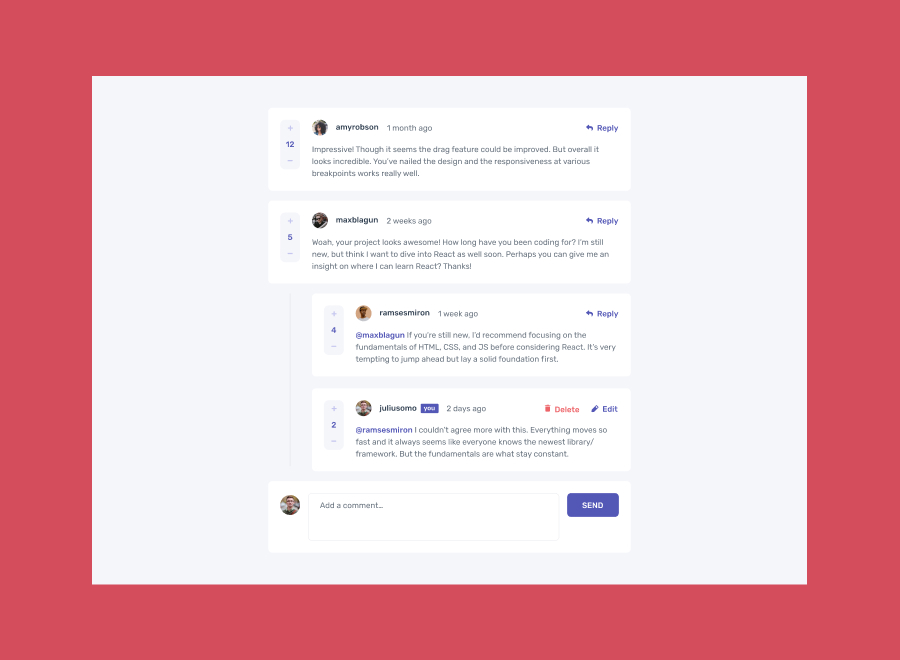 +
12
–
amyrobson 1 month ago
Reply
Impressive! Though it seems the drag feature could be improved. But overall it
looks incredible. You've nailed the design and the responsiveness at various
breakpoints works really well.
+
5
–
maxblagun 2 weeks ago
Reply
Woah, your project looks awesome! How long have you been coding for? I'm still
new, but think I want to dive into React as well soon. Perhaps you can give me an
insight on where I can learn React? Thanks!
+
4
–
ramsesmiron 1 week ago
Reply
@maxblagun If you're still new, I'd recommend focusing on the
fundamentals of HTML, CSS, and JS before considering React. It's very
tempting to jump ahead but lay a solid foundation first.
+
2
–
juliusomo you 2 days ago
Delete Edit
@ramsesmiron I couldn't agree more with this. Everything moves so
fast and it always seems like everyone knows the newest library/
framework. But the fundamentals are what stay constant.
Add a comment...
SEND